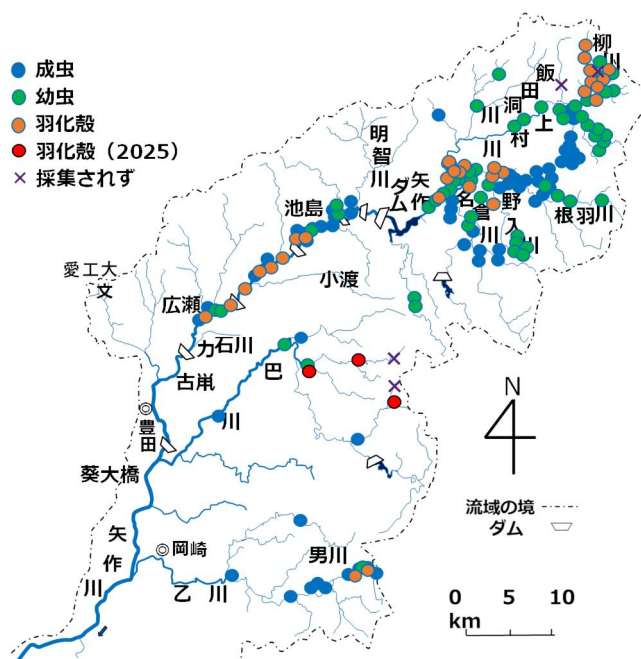 成虫
幼虫
羽化殻
羽化殻（2025）
採集されず
柳川
飯田洞川
上村川
明智川
矢作ダム
池島
名倉川
野入川
根羽川
小渡
愛工大
文
広瀬
力石川
古鼡
巴川
豊田
葵大橋
矢作川
岡崎
乙川
男川
N
流域の境
ダム
0 5 10
km